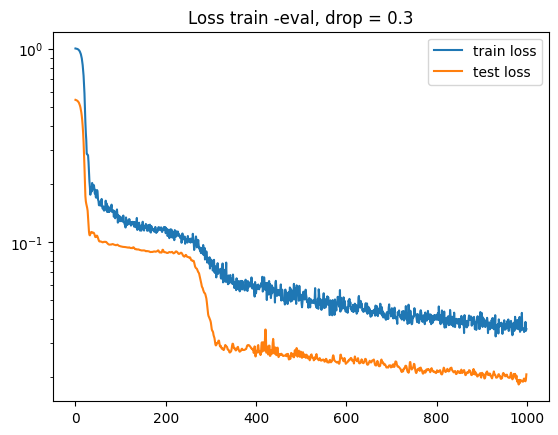 Loss train -eval, drop = 0.3
train loss
test loss
10⁰
10⁻¹
0 200 400 600 800 1000